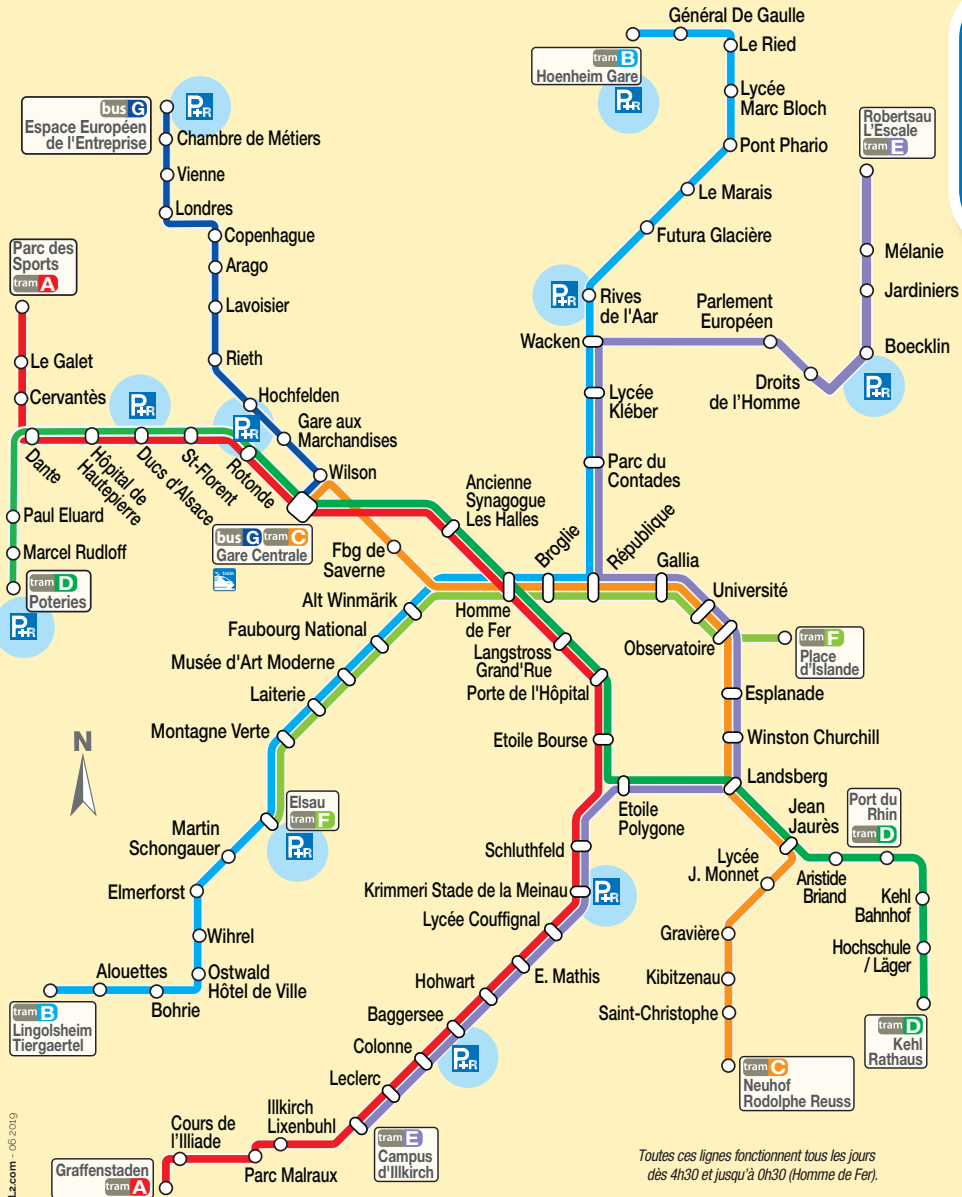 Général De Gaulle
Le Ried
tram B
Hoenheim Gare
P+R
Lycée
Marc Bloch
Pont Phario
Le Marais
Futura Glacière
P+R
Rives
de l'Aar
bus G
Espace Européen
de l'Entreprise
P+R
Chambre de Métiers
Vienne
Londres
Copenhague
Arago
Lavoisier
Rieth
Hochfelden
Gare aux
Marchandises
Wilson
Robertsau
L'Escale
tram E
Mélanie
Jardiniers
Boecklin
P+R
Droits
de l'Homme
Parlement
Européen
Wacken
Lycée
Kléber
Parc du
Contades
Parc des
Sports
tram A
Le Galet
Cervantès
P+R
P+R
Dante
Hôpital de
Hautepierre
Ducs d'Alsace
St-Florent
Rotonde
Paul Eluard
Marcel Rudloff
tram D
Poteries
P+R
bus G tram C
Gare Centrale
train
Ancienne
Synagogue
Les Halles
Fbg de
Saverne
Broglie
République
Gallia
Université
Observatoire
tram F
Place
d'Islande
Alt Winmärik
Faubourg National
Musée d'Art Moderne
Laiterie
Montagne Verte
Homme
de Fer
Langstross
Grand'Rue
Porte de l'Hôpital
Etoile Bourse
Esplanade
Winston Churchill
Landsberg
Etoile
Polygone
N
Elsau
tram F
P+R
Martin
Schongauer
Elmerforst
Wihrel
Ostwald
Hôtel de Ville
Bohrie
Alouettes
tram B
Lingolsheim
Tiergaertel
Jean
Jaurès
Port du
Rhin
tram D
Aristide
Briand
Kehl
Bahnhof
Hochschule
/ Läger
tram D
Kehl
Rathaus
Lycée
J. Monnet
Gravière
Kibitzenau
Saint-Christophe
tram C
Neuhof
Rodolphe Reuss
Schluthfeld
Krimmeri Stade de la Meinau
P+R
Lycée Couffignal
E. Mathis
Hohwart
Baggersee
P+R
Colonne
Leclerc
tram E
Campus
d'Illkirch
Illkirch
Lixenbuhl
Parc Malraux
Cours de
l'Illiade
Graffenstaden
tram A
Toutes ces lignes fonctionnent tous les jours
dès 4h30 et jusqu'à 0h30 (Homme de Fer).
.com - 06 2019